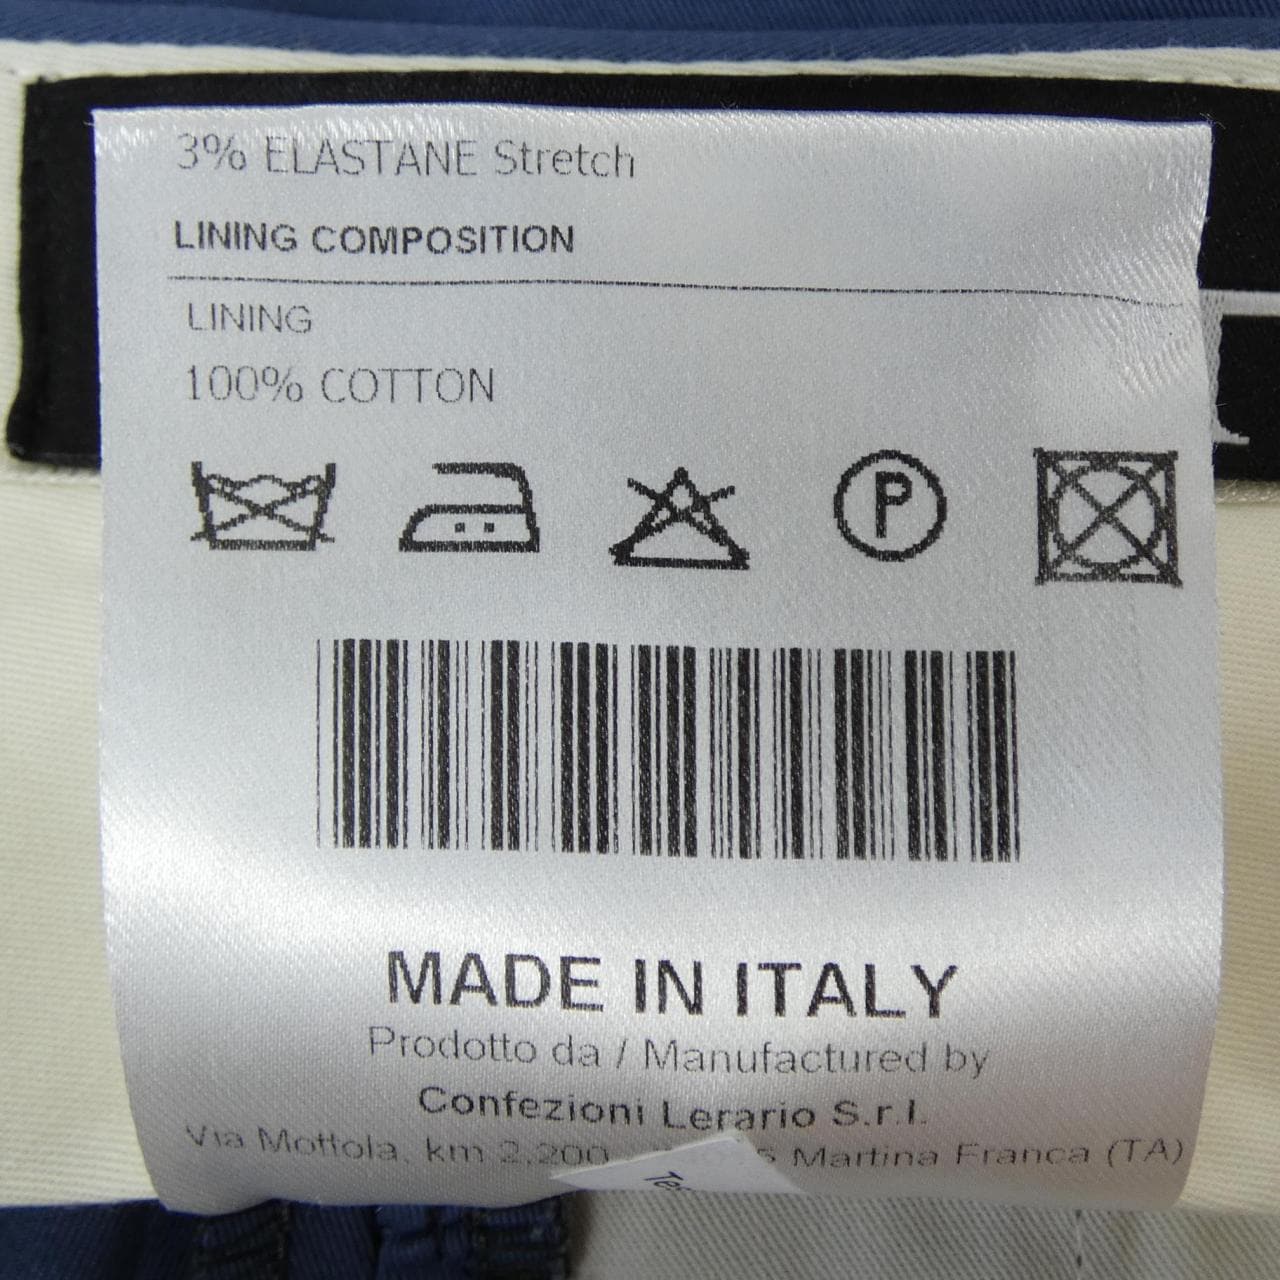 3% ELASTANE Stretch
LINING COMPOSITION
LINING
100% COTTON
P
MADE IN ITALY
Prodotto da / Manufactured by
Confezioni Lerario S.r.l.
Via Mottola, km 2,200 Martina Franca (TA)